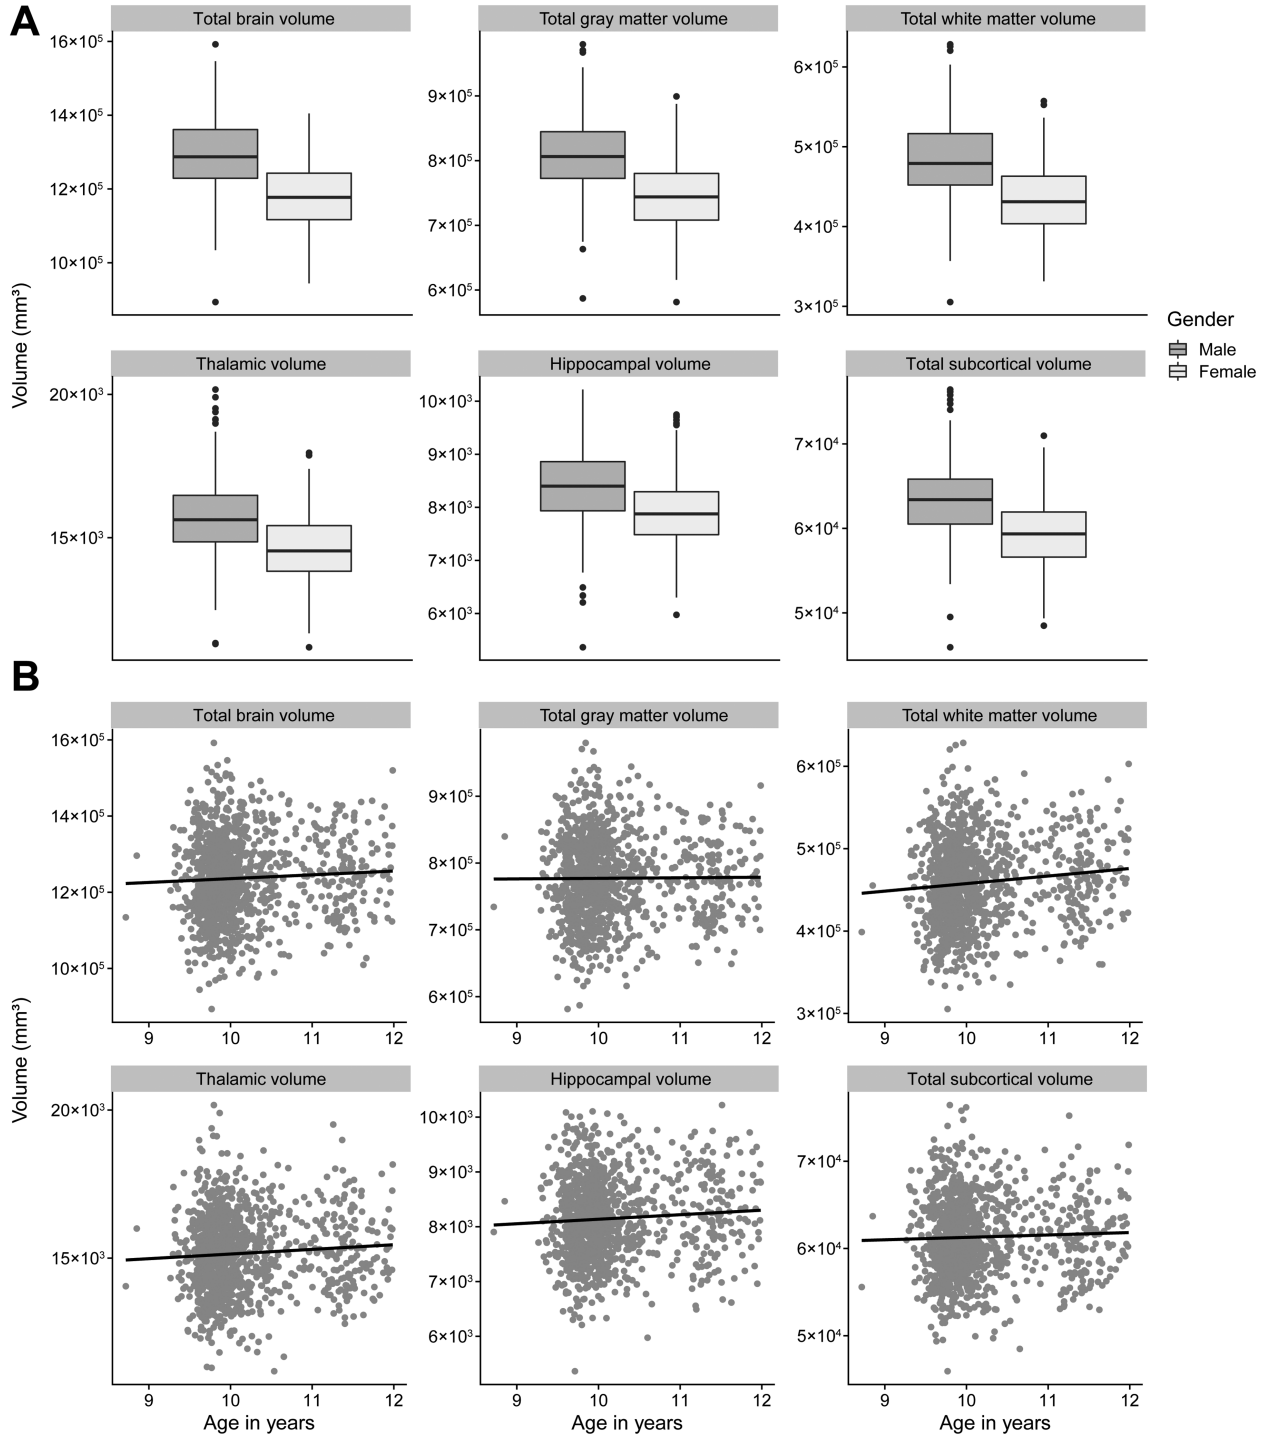 A
Total brain volume
Total gray matter volume
Total white matter volume
16×10⁵
14×10⁵
12×10⁵
10×10⁵
9×10⁵
8×10⁵
7×10⁵
6×10⁵
6×10⁵
5×10⁵
4×10⁵
3×10⁵
Volume (mm³)
Gender
Male
Female
Thalamic volume
Hippocampal volume
Total subcortical volume
20×10³
15×10³
10×10³
9×10³
8×10³
7×10³
6×10³
7×10⁴
6×10⁴
5×10⁴
B
Total brain volume
Total gray matter volume
Total white matter volume
16×10⁵
14×10⁵
12×10⁵
10×10⁵
9×10⁵
8×10⁵
7×10⁵
6×10⁵
6×10⁵
5×10⁵
4×10⁵
3×10⁵
9 10 11 12
9 10 11 12
9 10 11 12
Volume (mm³)
Thalamic volume
Hippocampal volume
Total subcortical volume
20×10³
15×10³
10×10³
9×10³
8×10³
7×10³
6×10³
7×10⁴
6×10⁴
5×10⁴
9 10 11 12
9 10 11 12
9 10 11 12
Age in years
Age in years
Age in years